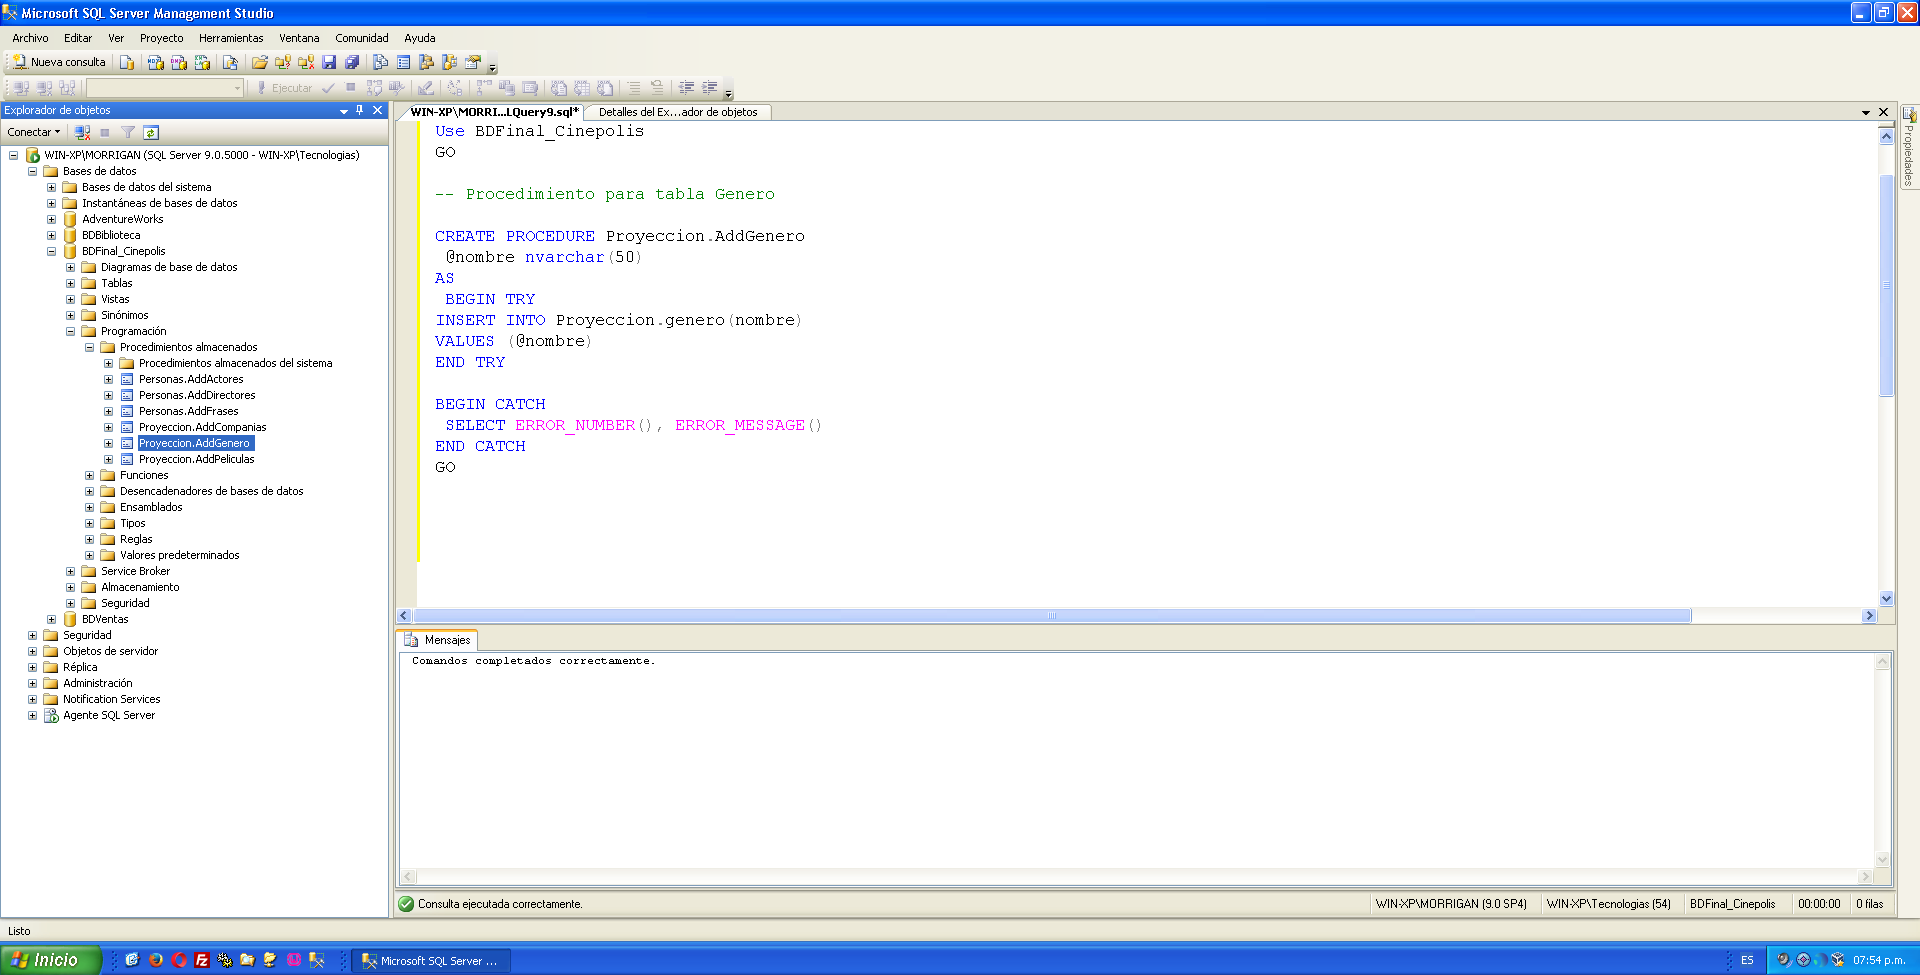 Microsoft SQL Server Management Studio
Archivo Editar Ver Proyecto Herramientas Ventana Comunidad Ayuda
Nueva consulta
Ejecutar
Explorador de objetos
Conectar
WIN-XP\MORRIGAN (SQL Server 9.0.5000 - WIN-XP\Tecnologias)
Bases de datos
Bases de datos del sistema
Instantáneas de bases de datos
AdventureWorks
BDBiblioteca
BDFinal_Cinepolis
Diagramas de base de datos
Tablas
Vistas
Sinónimos
Programación
Procedimientos almacenados
Procedimientos almacenados del sistema
Personas.AddActores
Personas.AddDirectores
Personas.AddFrases
Proyeccion.AddCompanias
Proyeccion.AddGenero
Proyeccion.AddPeliculas
Funciones
Desencadenadores de bases de datos
Ensamblados
Tipos
Reglas
Valores predeterminados
Service Broker
Almacenamiento
Seguridad
BDVentas
Seguridad
Objetos de servidor
Réplica
Administración
Notification Services
Agente SQL Server
WIN-XP\MORRI...LQuery9.sql* Detalles del Ex...ador de objetos
Use BDFinal_Cinepolis
GO
-- Procedimiento para tabla Genero
CREATE PROCEDURE Proyeccion.AddGenero
@nombre nvarchar(50)
AS
BEGIN TRY
INSERT INTO Proyeccion.genero(nombre)
VALUES (@nombre)
END TRY
BEGIN CATCH
SELECT ERROR_NUMBER(), ERROR_MESSAGE()
END CATCH
GO
Propiedades
Mensajes
Comandos completados correctamente.
Consulta ejecutada correctamente. WIN-XP\MORRIGAN (9.0 SP4) WIN-XP\Tecnologias (54) BDFinal_Cinepolis 00:00:00 0 filas
Listo
Inicio Microsoft SQL Server ... ES 07:54 p.m.